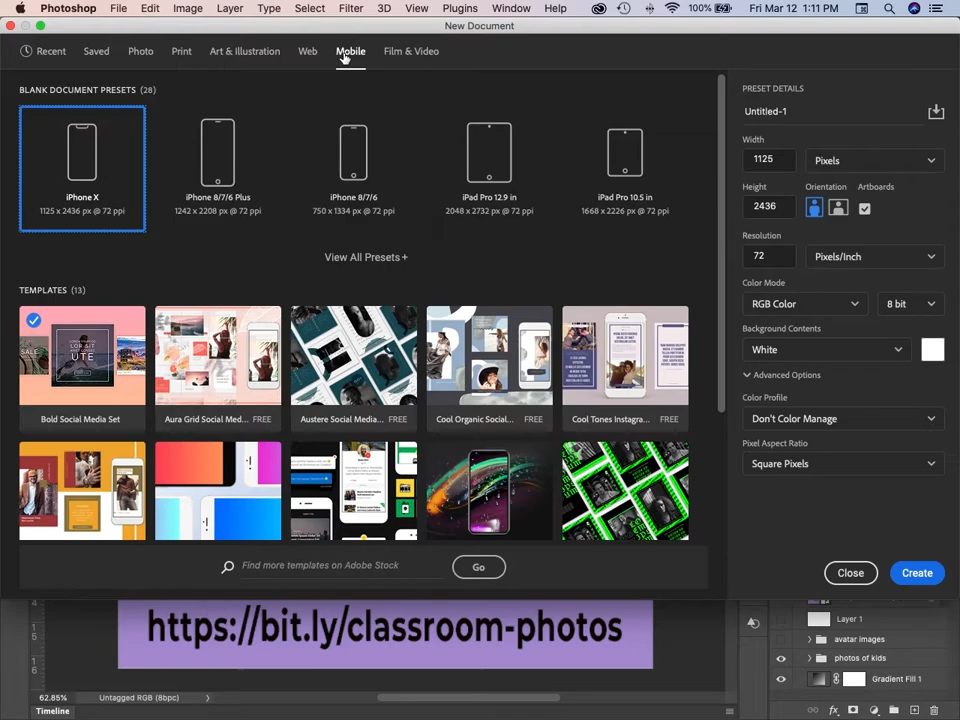 Photoshop File Edit Image Layer Type Select Filter 3D View Plugins Window Help 100% Fri Mar 12 1:11 PM
New Document
Recent Saved Photo Print Art & Illustration Web Mobile Film & Video
BLANK DOCUMENT PRESETS (28)
iPhone X
1125 x 2436 px @ 72 ppi
iPhone 8/7/6 Plus
1242 x 2208 px @ 72 ppi
iPhone 8/7/6
750 x 1334 px @ 72 ppi
iPad Pro 12.9 in
2048 x 2732 px @ 72 ppi
iPad Pro 10.5 in
1668 x 2226 px @ 72 ppi
View All Presets+
TEMPLATES (13)
Bold Social Media Set
Aura Grid Social Med... FREE
Austere Social Media... FREE
Cool Organic Social... FREE
Cool Tones Instagra... FREE
Find more templates on Adobe Stock
Go
PRESET DETAILS
Untitled-1
Width
1125 Pixels
Height Orientation Artboards
2436
Resolution
72 Pixels/Inch
Color Mode
RGB Color 8 bit
Background Contents
White
Advanced Options
Color Profile
Don't Color Manage
Pixel Aspect Ratio
Square Pixels
Close Create
https://bit.ly/classroom-photos
4
1
5
1
6
Layer 1
avatar images
photos of kids
Gradient Fill 1
62.85% Untagged RGB (8bpc)
Timeline
fx